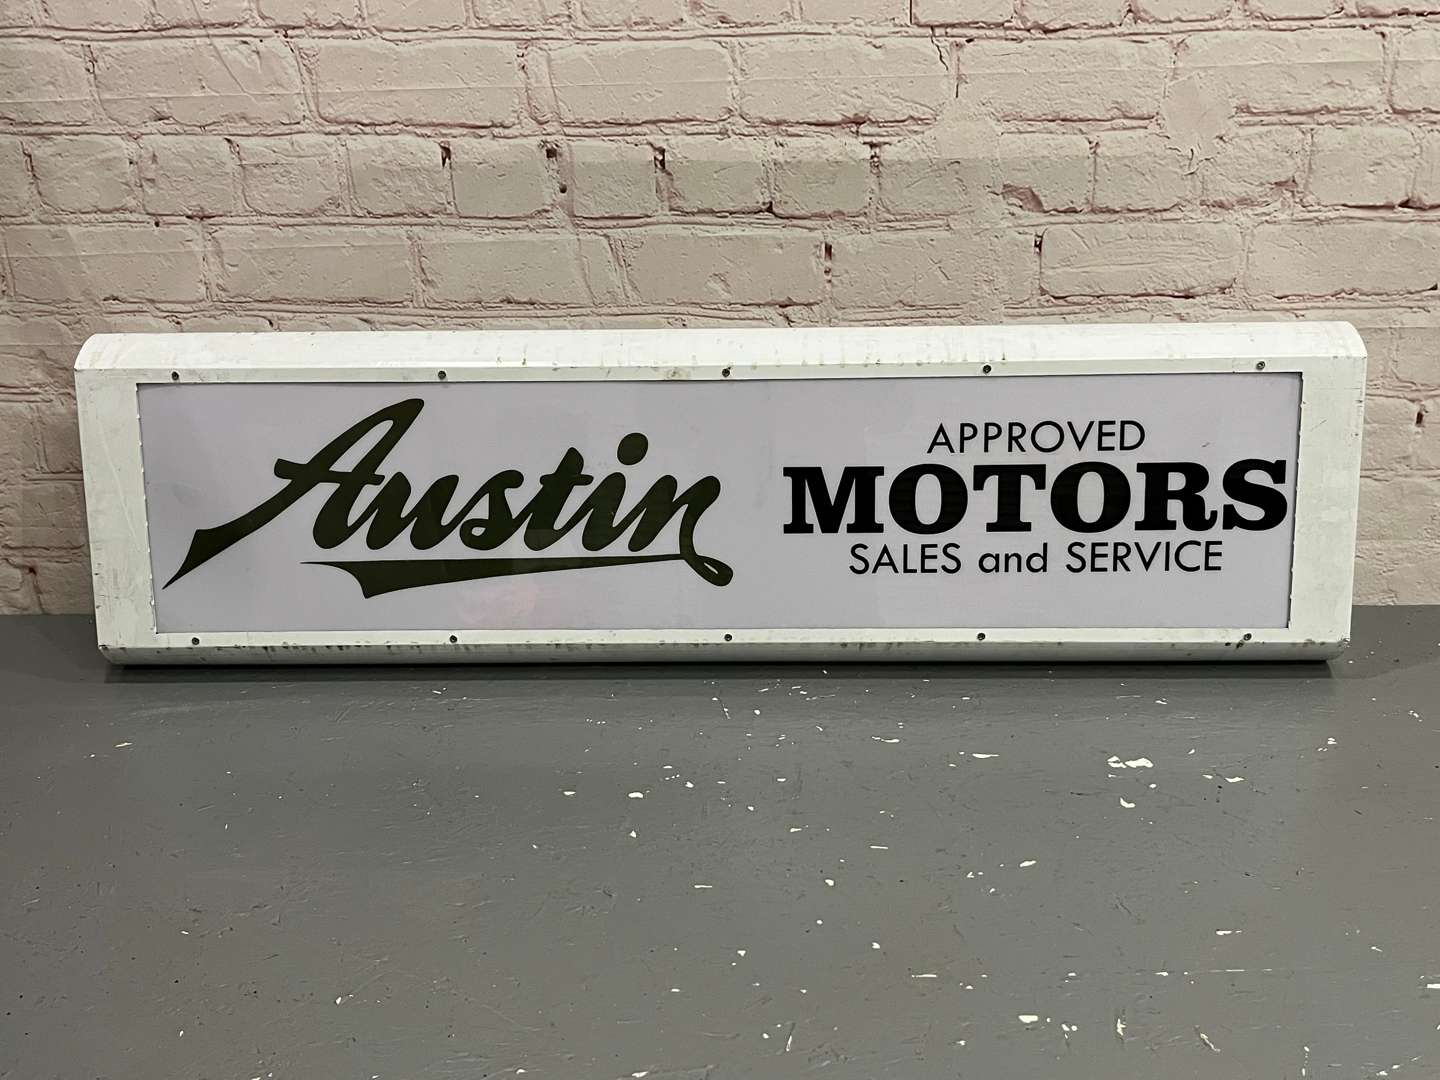 Austin
APPROVED
MOTORS
SALES and SERVICE